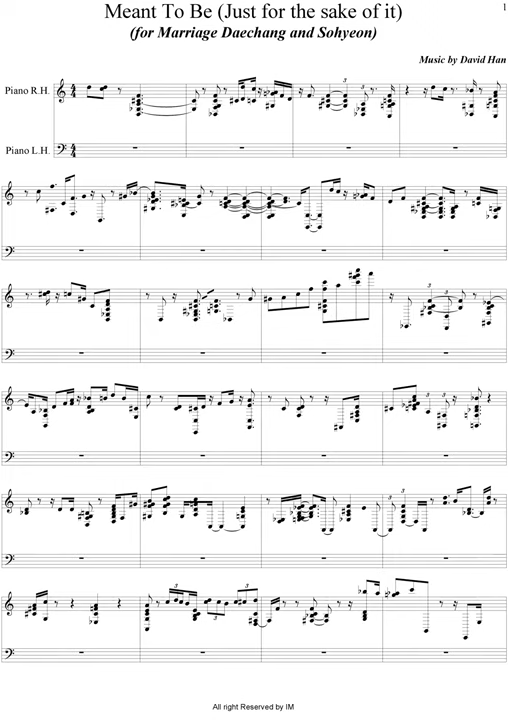 Meant To Be (Just for the sake of it)
1
(for Marriage Daechang and Sohyeon)
Music by David Han
Piano R.H.
Piano L.H.
All right Reserved by IM